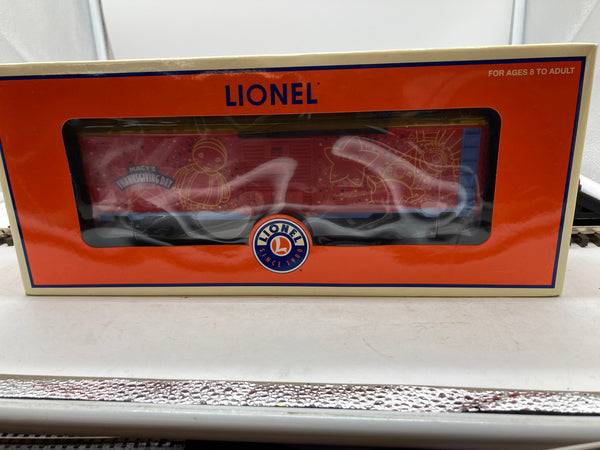 FOR AGES 8 TO ADULT
LIONEL
MACY'S
THANKSGIVING DAY
LIONEL
L
SINCE 1900